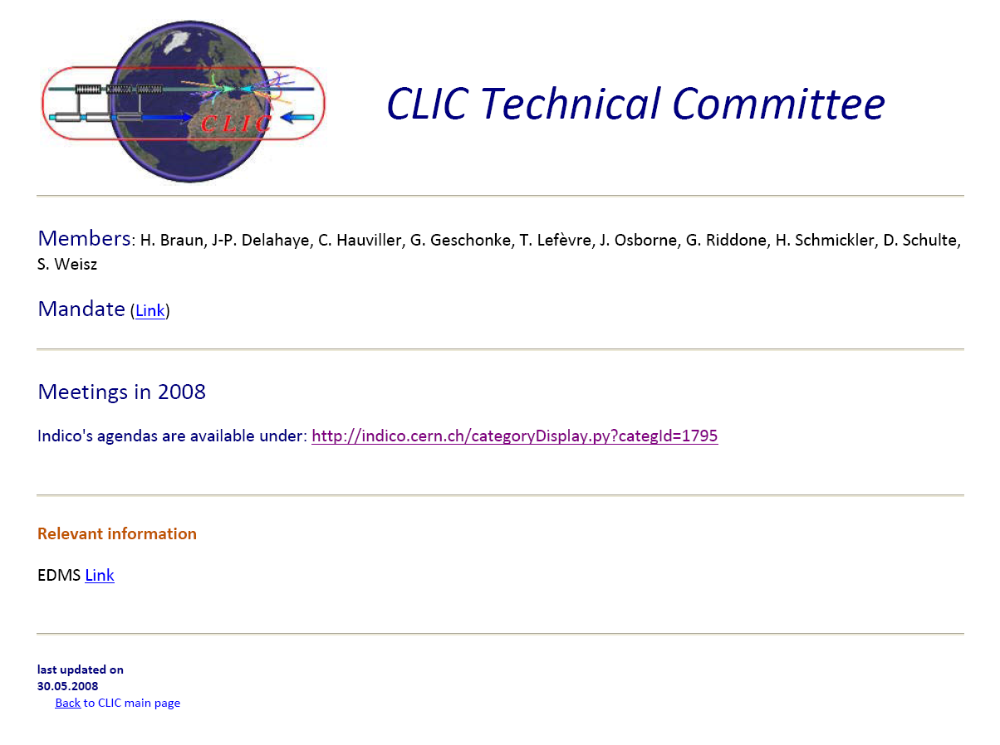 CLIC
CLIC Technical Committee
Members: H. Braun, J-P. Delahaye, C. Hauviller, G. Geschonke, T. Lefèvre, J. Osborne, G. Riddone, H. Schmickler, D. Schulte,
S. Weisz
Mandate (Link)
Meetings in 2008
Indico's agendas are available under: http://indico.cern.ch/categoryDisplay.py?categId=1795
Relevant information
EDMS Link
last updated on
30.05.2008
Back to CLIC main page